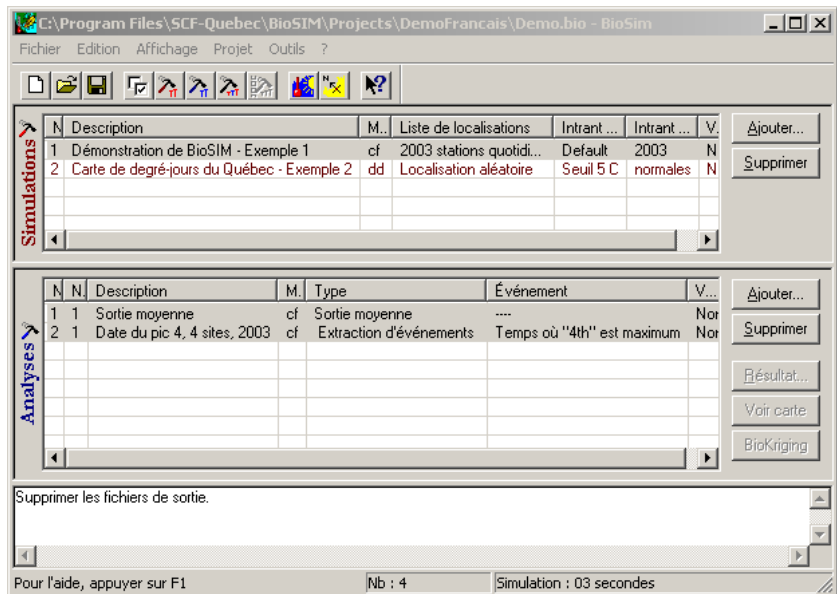 C:\Program Files\SCF-Quebec\BioSIM\Projects\DemoFrancais\Demo.bio - BioSim
Fichier Edition Affichage Projet Outils ?
Simulations
N Description M.. Liste de localisations Intrant ... Intrant ... V.
1 Démonstration de BioSIM - Exemple 1 cf 2003 stations quotidi... Default 2003 N
2 Carte de degré-jours du Québec - Exemple 2 dd Localisation aléatoire Seuil 5 C normales N
Ajouter...
Supprimer
Analyses
N N. Description M. Type Événement V...
1 1 Sortie moyenne cf Sortie moyenne ---- Nor
2 1 Date du pic 4, 4 sites, 2003 cf Extraction d'événements Temps où "4th" est maximum Nor
Ajouter...
Supprimer
Résultat...
Voir carte
BioKriging
Supprimer les fichiers de sortie.
Pour l'aide, appuyer sur F1 Nb : 4 Simulation : 03 secondes